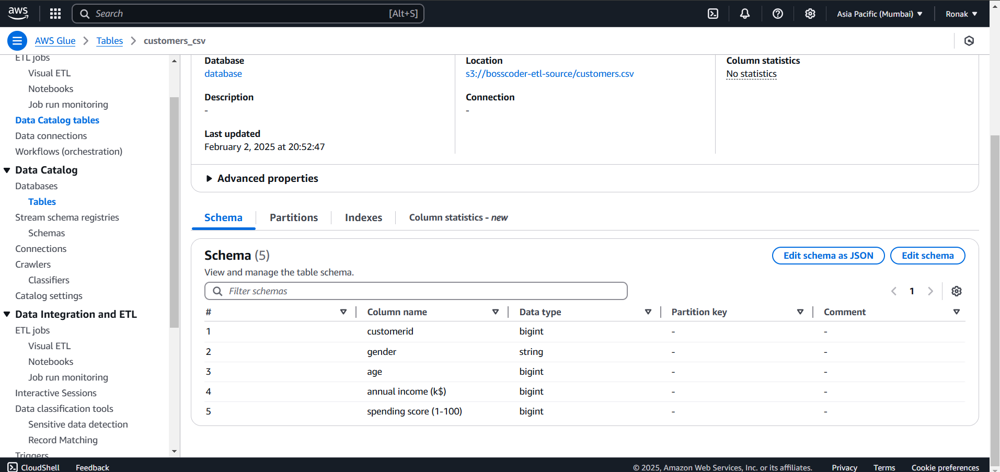 aws
Search [Alt+S]
Asia Pacific (Mumbai)
Ronak
AWS Glue
Tables
customers_csv
ETL jobs
Visual ETL
Notebooks
Job run monitoring
Data Catalog tables
Data connections
Workflows (orchestration)
Data Catalog
Databases
Tables
Stream schema registries
Schemas
Connections
Crawlers
Classifiers
Catalog settings
Data Integration and ETL
ETL jobs
Visual ETL
Notebooks
Job run monitoring
Interactive Sessions
Data classification tools
Sensitive data detection
Record Matching
Triggers
Database
database
Description
-
Last updated
February 2, 2025 at 20:52:47
Location
s3://bosscoder-etl-source/customers.csv
Connection
-
Column statistics
No statistics
Advanced properties
Schema
Partitions
Indexes
Column statistics - new
Schema (5)
View and manage the table schema.
Edit schema as JSON
Edit schema
Filter schemas
1
# Column name Data type Partition key Comment
1 customerid bigint - -
2 gender string - -
3 age bigint - -
4 annual income (k$) bigint - -
5 spending score (1-100) bigint - -
CloudShell
Feedback
© 2025, Amazon Web Services, Inc. or its affiliates.
Privacy
Terms
Cookie preferences